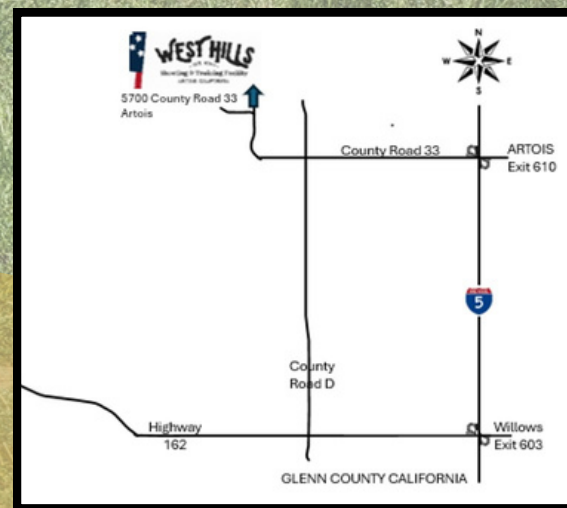 WEST HILLS
Shooting & Training Facility
5700 County Road 33
Artois
N
W
E
S
County Road 33
ARTOIS
Exit 610
5
County
Road D
Highway
162
Willows
Exit 603
GLENN COUNTY CALIFORNIA